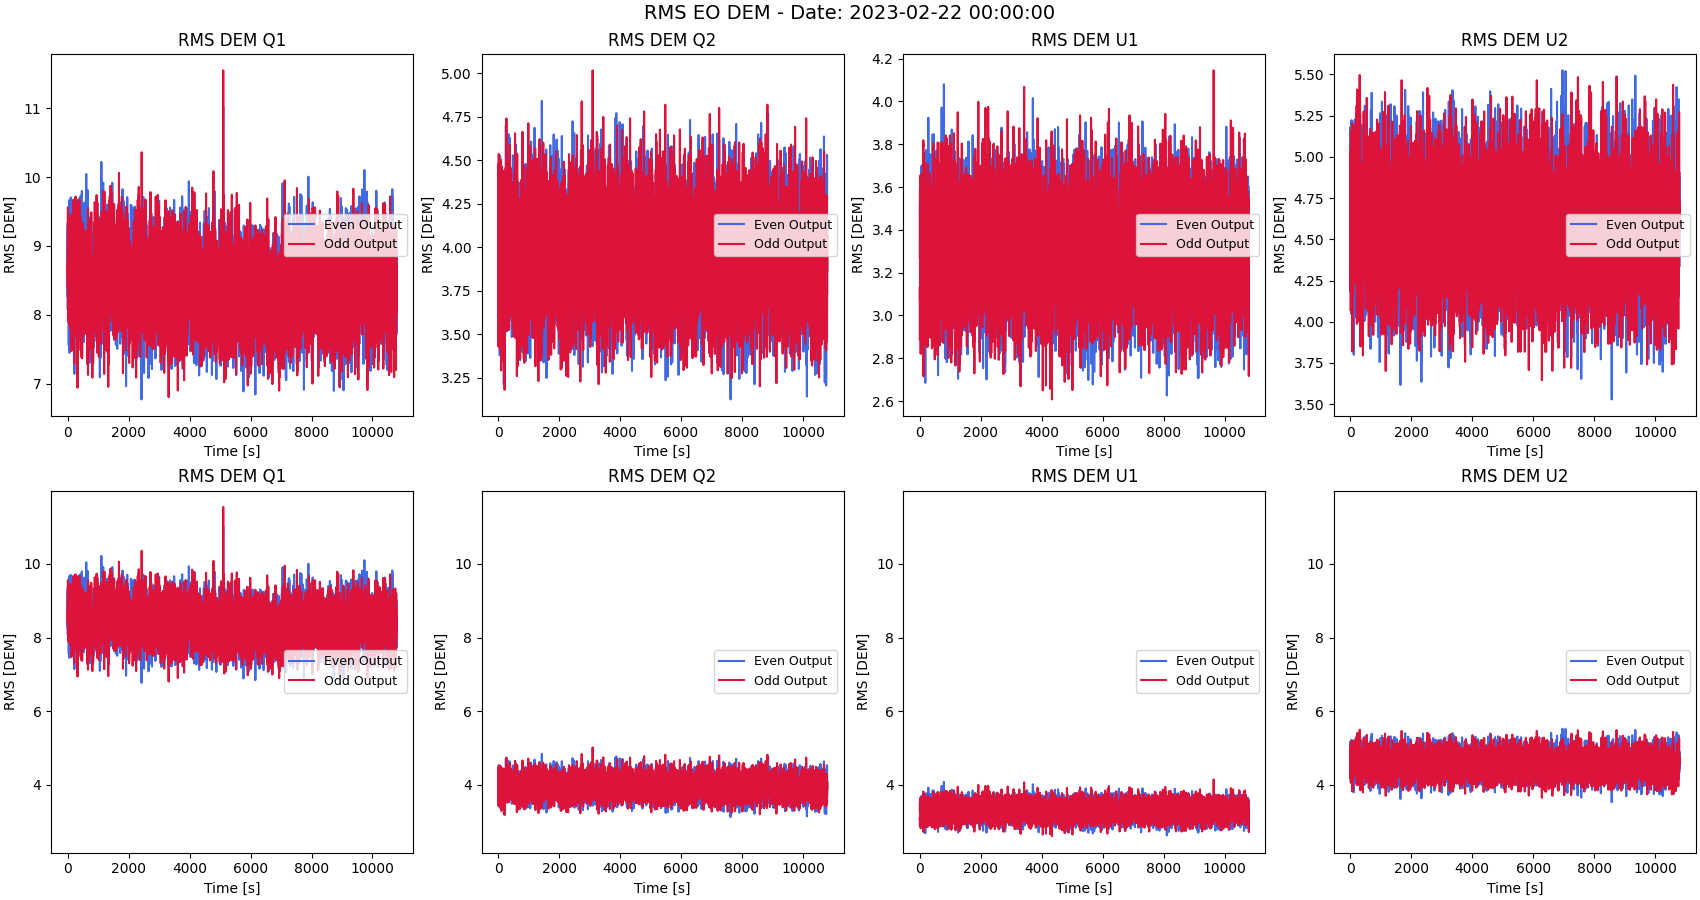 RMS EO DEM - Date: 2023-02-22 00:00:00
RMS DEM Q1
RMS [DEM]
11
10
9
8
7
0 2000 4000 6000 8000 10000
Time [s]
Even Output
Odd Output
RMS DEM Q2
RMS [DEM]
5.00
4.75
4.50
4.25
4.00
3.75
3.50
3.25
0 2000 4000 6000 8000 10000
Time [s]
Even Output
Odd Output
RMS DEM U1
RMS [DEM]
4.2
4.0
3.8
3.6
3.4
3.2
3.0
2.8
2.6
0 2000 4000 6000 8000 10000
Time [s]
Even Output
Odd Output
RMS DEM U2
RMS [DEM]
5.50
5.25
5.00
4.75
4.50
4.25
4.00
3.75
3.50
0 2000 4000 6000 8000 10000
Time [s]
Even Output
Odd Output
RMS DEM Q1
RMS [DEM]
10
8
6
4
0 2000 4000 6000 8000 10000
Time [s]
Even Output
Odd Output
RMS DEM Q2
RMS [DEM]
10
8
6
4
0 2000 4000 6000 8000 10000
Time [s]
Even Output
Odd Output
RMS DEM U1
RMS [DEM]
10
8
6
4
0 2000 4000 6000 8000 10000
Time [s]
Even Output
Odd Output
RMS DEM U2
RMS [DEM]
10
8
6
4
0 2000 4000 6000 8000 10000
Time [s]
Even Output
Odd Output